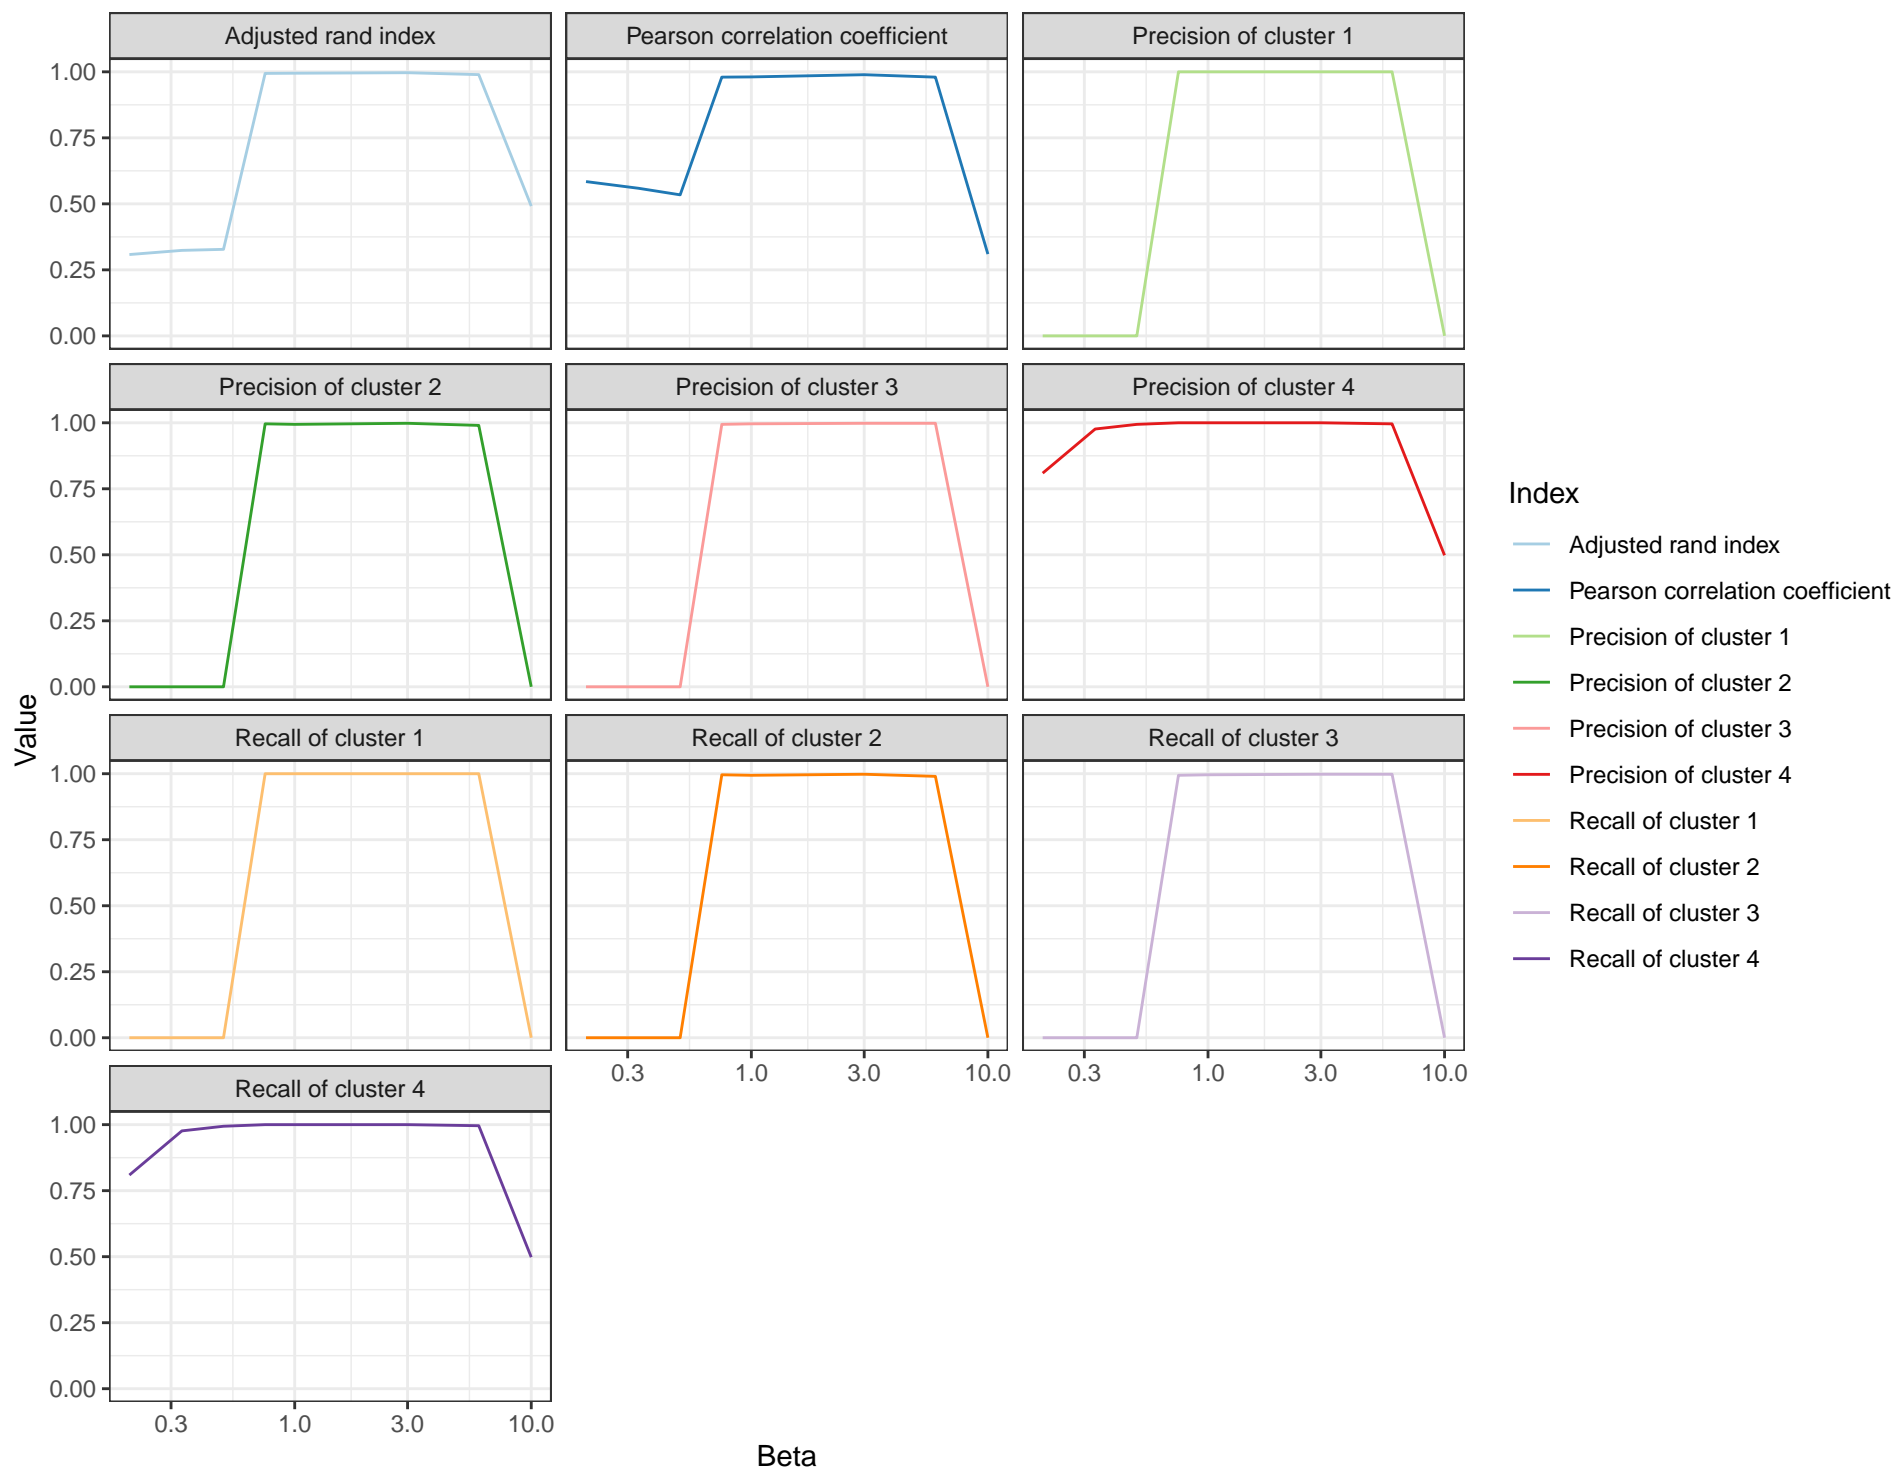 Adjusted rand index
Pearson correlation coefficient
Precision of cluster 1
1.00
0.75
0.50
0.25
0.00
Precision of cluster 2
Precision of cluster 3
Precision of cluster 4
1.00
0.75
0.50
0.25
0.00
Recall of cluster 1
Recall of cluster 2
Recall of cluster 3
1.00
0.75
0.50
0.25
0.00
0.3 1.0 3.0 10.0
0.3 1.0 3.0 10.0
Recall of cluster 4
1.00
0.75
0.50
0.25
0.00
0.3 1.0 3.0 10.0
Value
Beta
Index
Adjusted rand index
Pearson correlation coefficient
Precision of cluster 1
Precision of cluster 2
Precision of cluster 3
Precision of cluster 4
Recall of cluster 1
Recall of cluster 2
Recall of cluster 3
Recall of cluster 4